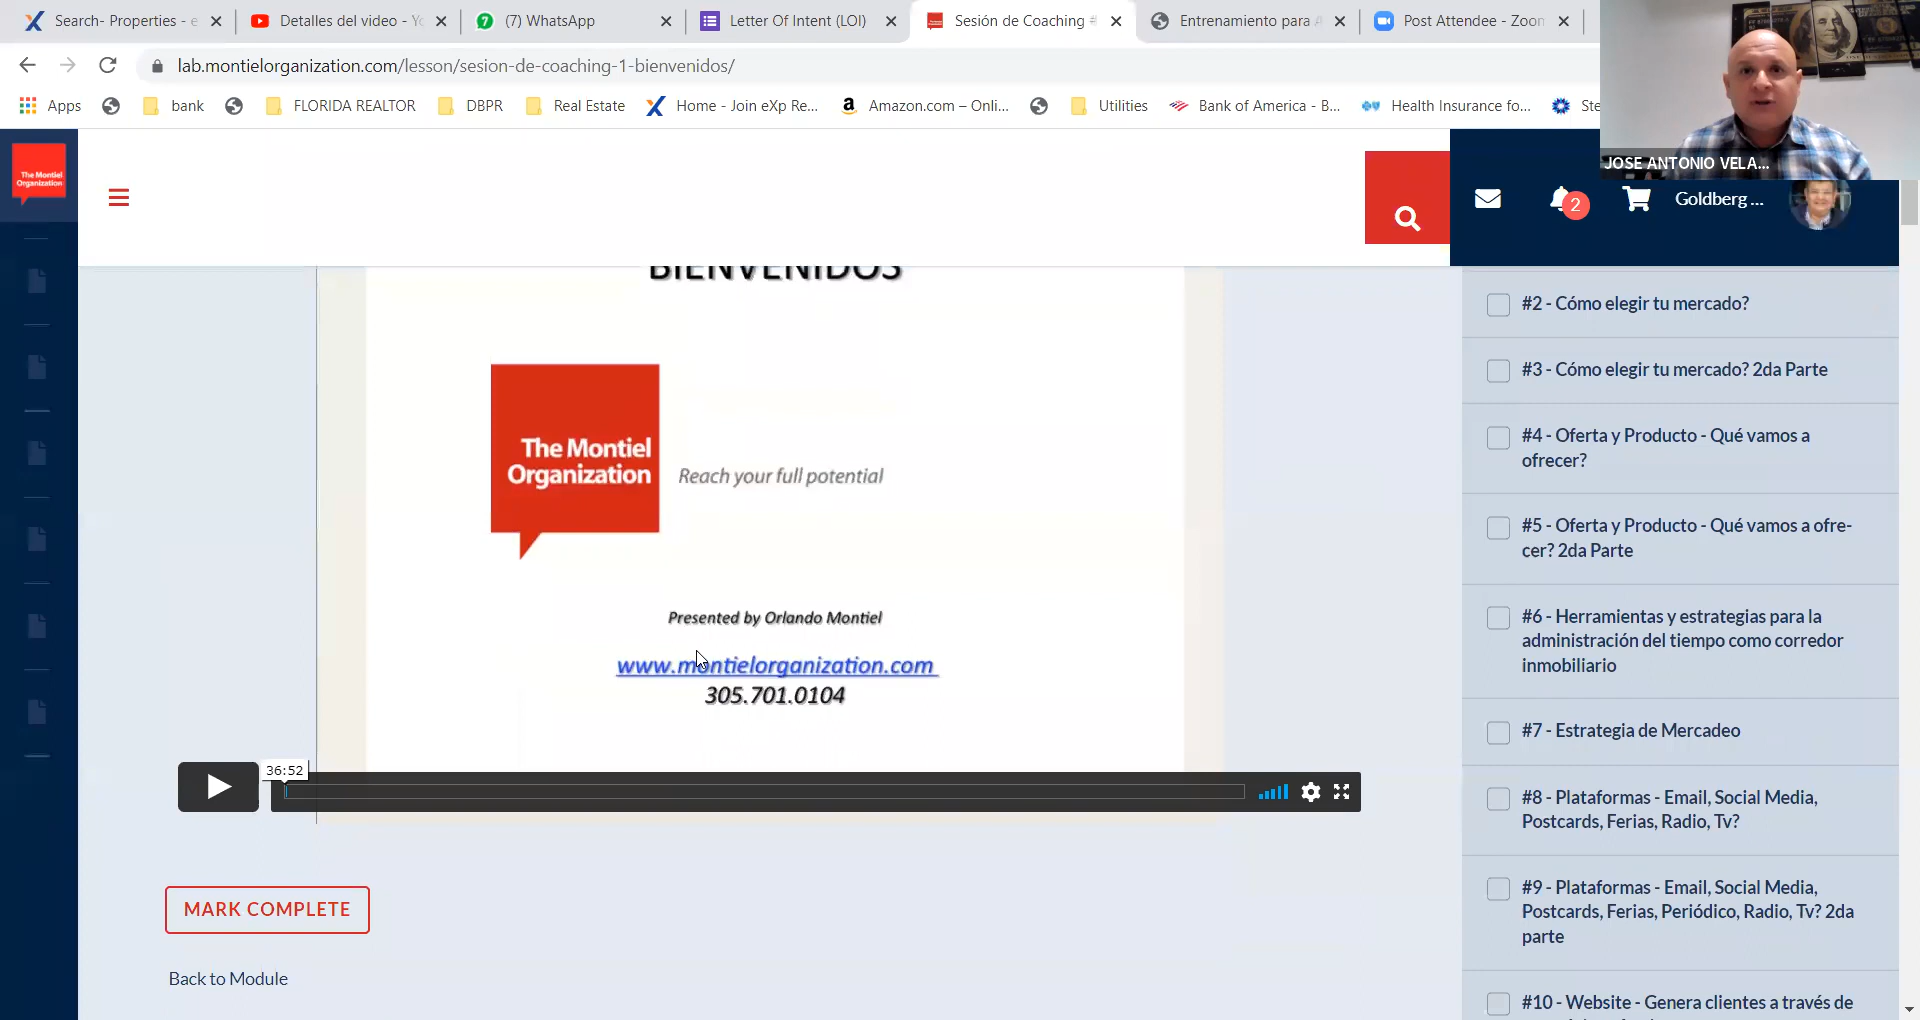 Search- Properties - e
Detalles del video - Yo
(7) WhatsApp
Letter Of Intent (LOI)
Sesión de Coaching #
Entrenamiento para A
Post Attendee - Zoom
lab.montielorganization.com/lesson/sesion-de-coaching-1-bienvenidos/
Apps
bank
FLORIDA REALTOR
DBPR
Real Estate
Home - Join eXp Re...
Amazon.com – Onli...
Utilities
Bank of America - B...
Health Insurance fo...
Ste
JOSE ANTONIO VELA...
The Montiel
Organization
2
Goldberg ...
BIENVENIDOS
The Montiel
Organization
Reach your full potential
Presented by Orlando Montiel
www.montielorganization.com
305.701.0104
36:52
MARK COMPLETE
Back to Module
#2 - Cómo elegir tu mercado?
#3 - Cómo elegir tu mercado? 2da Parte
#4 - Oferta y Producto - Qué vamos a
ofrecer?
#5 - Oferta y Producto - Qué vamos a ofre-
cer? 2da Parte
#6 - Herramientas y estrategias para la
administración del tiempo como corredor
inmobiliario
#7 - Estrategia de Mercadeo
#8 - Plataformas - Email, Social Media,
Postcards, Ferias, Radio, Tv?
#9 - Plataformas - Email, Social Media,
Postcards, Ferias, Periódico, Radio, Tv? 2da
parte
#10 - Website - Genera clientes a través de